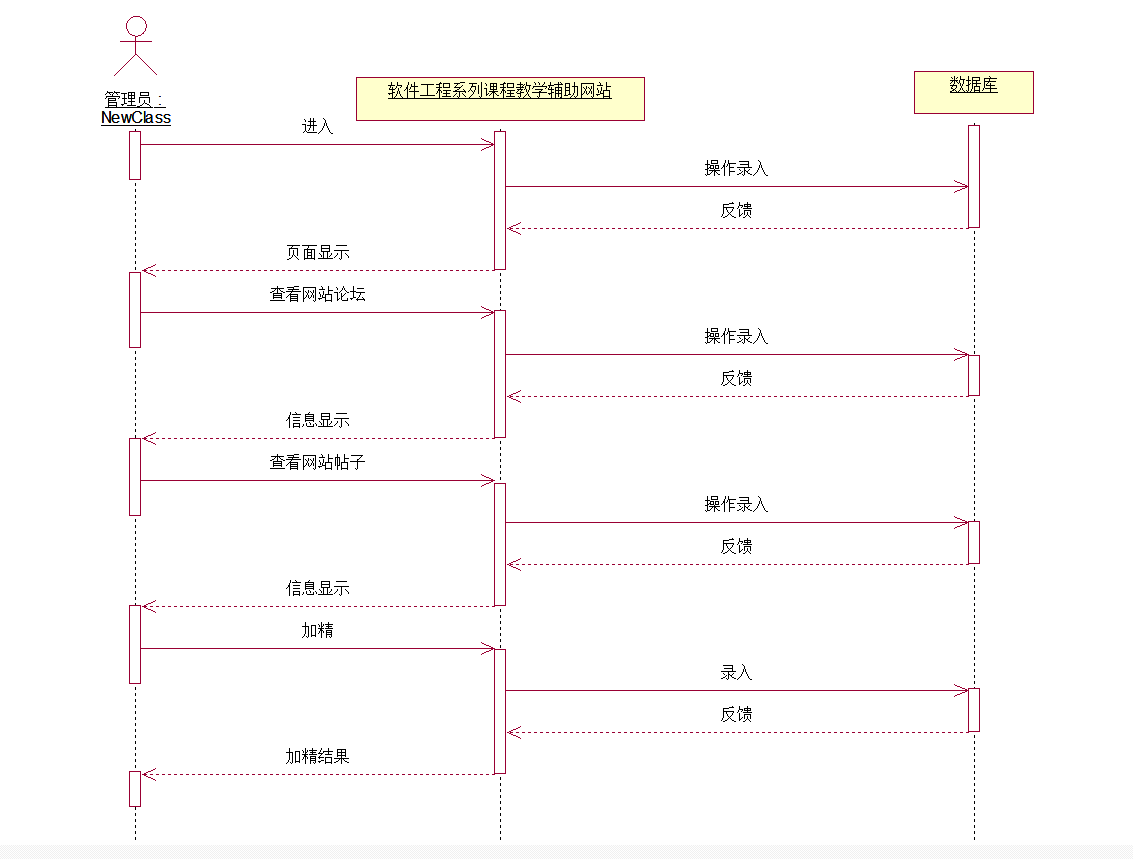 管理员：
NewClass
软件工程系列课程教学辅助网站
数据库
进入
操作录入
反馈
页面显示
查看网站论坛
操作录入
反馈
信息显示
查看网站帖子
操作录入
反馈
信息显示
加精
录入
反馈
加精结果